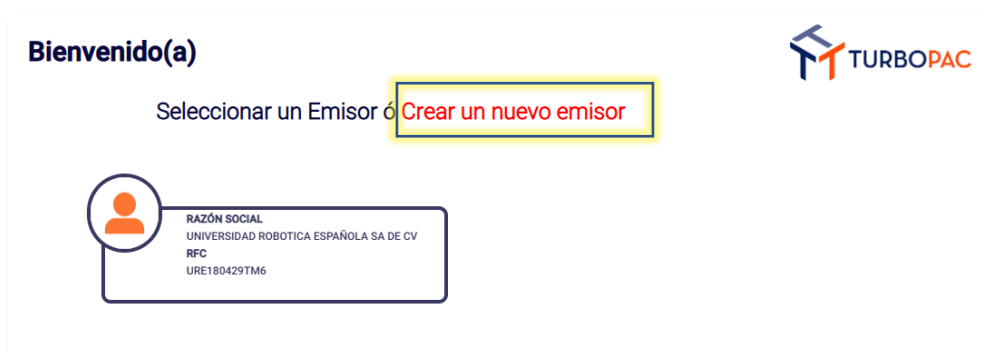 Bienvenido(a)
TURBOPAC
Seleccionar un Emisor ó Crear un nuevo emisor
RAZÓN SOCIAL
UNIVERSIDAD ROBOTICA ESPAÑOLA SA DE CV
RFC
URE180429TM6